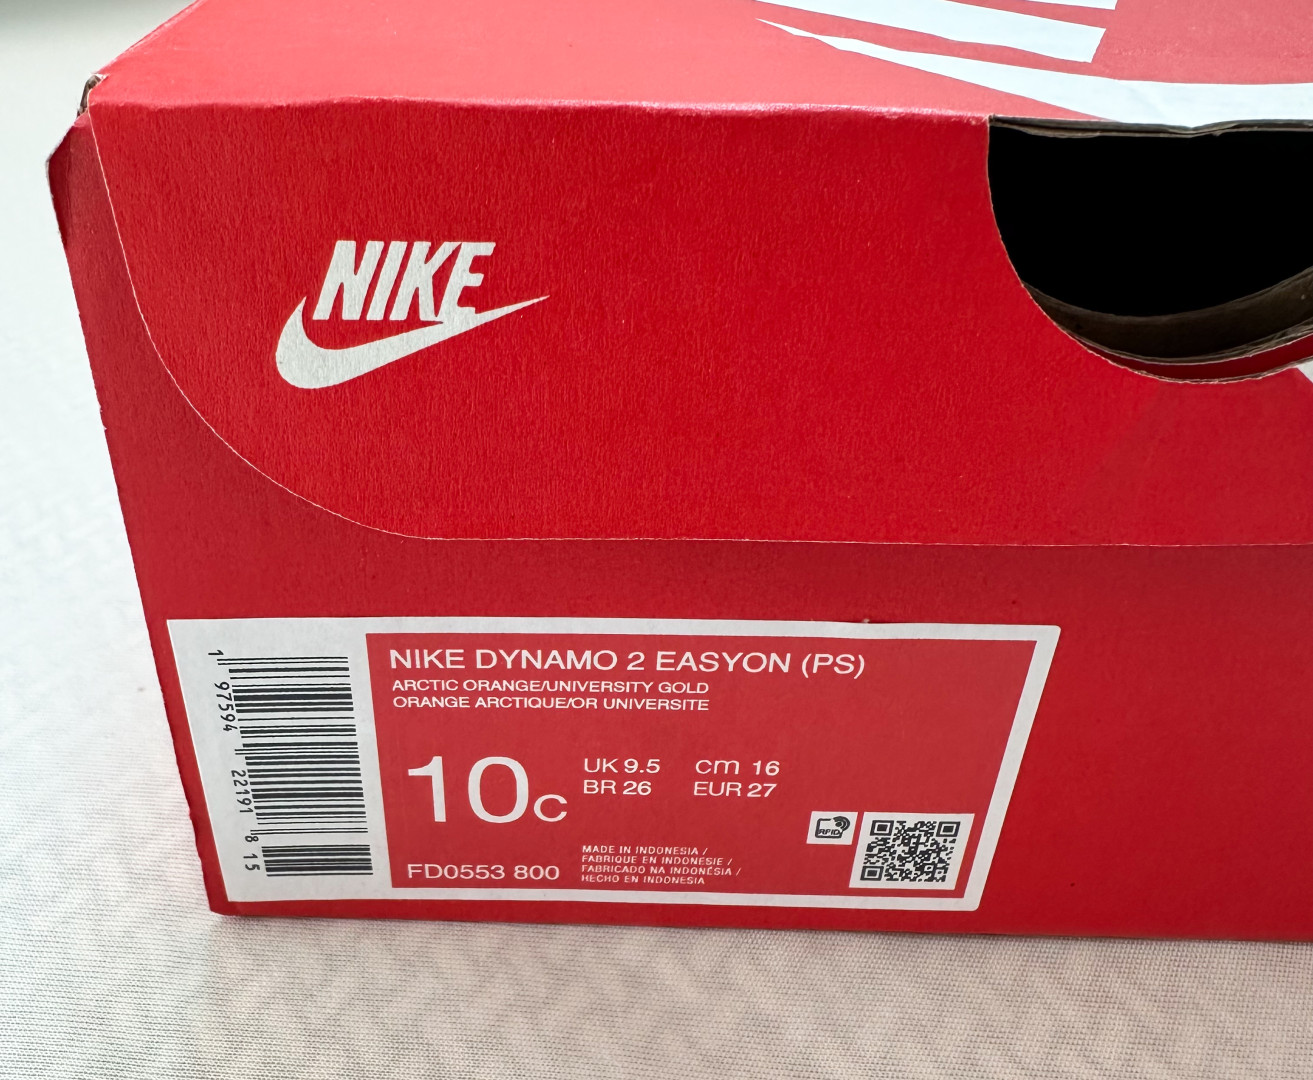 NIKE
NIKE DYNAMO 2 EASYON (PS)
ARCTIC ORANGE/UNIVERSITY GOLD
ORANGE ARCTIQUE/OR UNIVERSITE
10C
UK 9.5 cm 16
BR 26 EUR 27
FD0553 800
MADE IN INDONESIA /
FABRIQUE EN INDONESIE /
FABRICADO NA INDONÉSIA /
HECHO EN INDONESIA
RFID
1 97594 22191 8 15